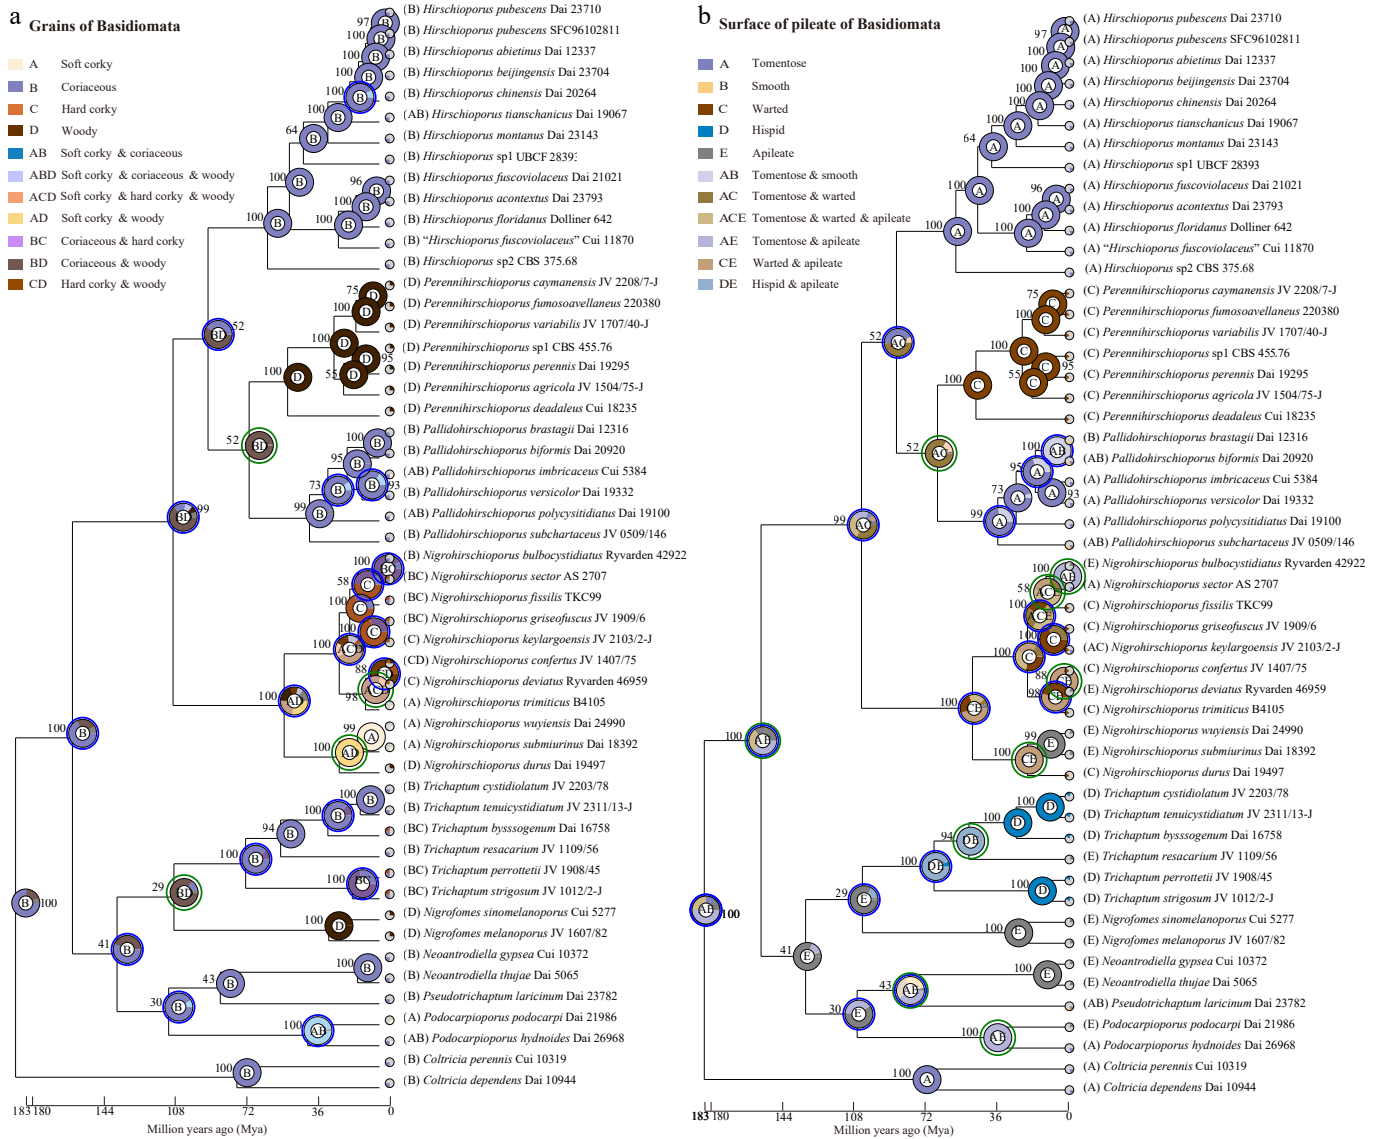 a Grains of Basidiomata
A Soft corky
B Coriaceous
C Hard corky
D Woody
AB Soft corky & coriaceous
ABD Soft corky & coriaceous & woody
ACD Soft corky & hard corky & woody
AD Soft corky & woody
BC Coriaceous & hard corky
BD Coriaceous & woody
CD Hard corky & woody
(B) Hirschioporus pubescens Dai 23710
(B) Hirschioporus pubescens SFC96102811
(B) Hirschioporus abietinus Dai 12337
(B) Hirschioporus beijingensis Dai 23704
(B) Hirschioporus chinensis Dai 20264
(AB) Hirschioporus tianschanicus Dai 19067
(B) Hirschioporus montanus Dai 23143
(B) Hirschioporus sp1 UBCF 28393
(B) Hirschioporus fuscoviolaceus Dai 21021
(B) Hirschioporus acontextus Dai 23793
(B) Hirschioporus floridanus Dolliner 642
(B) “Hirschioporus fuscoviolaceus” Cui 11870
(B) Hirschioporus sp2 CBS 375.68
(D) Perennihirschioporus caymanensis JV 2208/7-J
(D) Perennihirschioporus fumosoavellaneus 220380
(D) Perennihirschioporus variabilis JV 1707/40-J
(D) Perennihirschioporus sp1 CBS 455.76
(D) Perennihirschioporus perennis Dai 19295
(D) Perennihirschioporus agricola JV 1504/75-J
(D) Perennihirschioporus deadaleus Cui 18235
(B) Pallidohirschioporus brastagii Dai 12316
(B) Pallidohirschioporus biformis Dai 20920
(AB) Pallidohirschioporus imbricaceus Cui 5384
(B) Pallidohirschioporus versicolor Dai 19332
(AB) Pallidohirschioporus polycysitidiatus Dai 19100
(B) Pallidohirschioporus subchartaceus JV 0509/146
(B) Nigrohirschioporus bulbocystidiatus Ryvarden 42922
(BC) Nigrohirschioporus sector AS 2707
(BC) Nigrohirschioporus fissilis TKC99
(BC) Nigrohirschioporus griseofuscus JV 1909/6
(C) Nigrohirschioporus keylargoensis JV 2103/2-J
(CD) Nigrohirschioporus confertus JV 1407/75
(C) Nigrohirschioporus deviatus Ryvarden 46959
(A) Nigrohirschioporus trimiticus B4105
(A) Nigrohirschioporus wuyiensis Dai 24990
(A) Nigrohirschioporus submiurinus Dai 18392
(D) Nigrohirschioporus durus Dai 19497
(B) Trichaptum cystidiolatum JV 2203/78
(B) Trichaptum tenuicystidiatum JV 2311/13-J
(BC) Trichaptum bysssogenum Dai 16758
(B) Trichaptum resacarium JV 1109/56
(BC) Trichaptum perrottetii JV 1908/45
(BC) Trichaptum strigosum JV 1012/2-J
(D) Nigrofomes sinomelanoporus Cui 5277
(D) Nigrofomes melanoporus JV 1607/82
(B) Neoantrodiella gypsea Cui 10372
(B) Neoantrodiella thujae Dai 5065
(B) Pseudotrichaptum laricinum Dai 23782
(A) Podocarpioporus podocarpi Dai 21986
(AB) Podocarpioporus hydnoides Dai 26968
(B) Coltricia perennis Cui 10319
(B) Coltricia dependens Dai 10944
183 180 144 108 72 36 0
Million years ago (Mya)
b Surface of pileate of Basidiomata
A Tomentose
B Smooth
C Warted
D Hispid
E Apileate
AB Tomentose & smooth
AC Tomentose & warted
ACE Tomentose & warted & apileate
AE Tomentose & apileate
CE Warted & apileate
DE Hispid & apileate
(A) Hirschioporus pubescens Dai 23710
(A) Hirschioporus pubescens SFC96102811
(A) Hirschioporus abietinus Dai 12337
(A) Hirschioporus beijingensis Dai 23704
(A) Hirschioporus chinensis Dai 20264
(A) Hirschioporus tianschanicus Dai 19067
(A) Hirschioporus montanus Dai 23143
(A) Hirschioporus sp1 UBCF 28393
(A) Hirschioporus fuscoviolaceus Dai 21021
(A) Hirschioporus acontextus Dai 23793
(A) Hirschioporus floridanus Dolliner 642
(A) “Hirschioporus fuscoviolaceus” Cui 11870
(A) Hirschioporus sp2 CBS 375.68
(C) Perennihirschioporus caymanensis JV 2208/7-J
(C) Perennihirschioporus fumosoavellaneus 220380
(C) Perennihirschioporus variabilis JV 1707/40-J
(C) Perennihirschioporus sp1 CBS 455.76
(C) Perennihirschioporus perennis Dai 19295
(C) Perennihirschioporus agricola JV 1504/75-J
(C) Perennihirschioporus deadaleus Cui 18235
(B) Pallidohirschioporus brastagii Dai 12316
(AB) Pallidohirschioporus biformis Dai 20920
(A) Pallidohirschioporus imbricaceus Cui 5384
(A) Pallidohirschioporus versicolor Dai 19332
(A) Pallidohirschioporus polycysitidiatus Dai 19100
(AB) Pallidohirschioporus subchartaceus JV 0509/146
(E) Nigrohirschioporus bulbocystidiatus Ryvarden 42922
(A) Nigrohirschioporus sector AS 2707
(C) Nigrohirschioporus fissilis TKC99
(C) Nigrohirschioporus griseofuscus JV 1909/6
(AC) Nigrohirschioporus keylargoensis JV 2103/2-J
(C) Nigrohirschioporus confertus JV 1407/75
(E) Nigrohirschioporus deviatus Ryvarden 46959
(C) Nigrohirschioporus trimiticus B4105
(E) Nigrohirschioporus wuyiensis Dai 24990
(E) Nigrohirschioporus submiurinus Dai 18392
(C) Nigrohirschioporus durus Dai 19497
(D) Trichaptum cystidiolatum JV 2203/78
(D) Trichaptum tenuicystidiatum JV 2311/13-J
(D) Trichaptum bysssogenum Dai 16758
(E) Trichaptum resacarium JV 1109/56
(D) Trichaptum perrottetii JV 1908/45
(D) Trichaptum strigosum JV 1012/2-J
(E) Nigrofomes sinomelanoporus Cui 5277
(E) Nigrofomes melanoporus JV 1607/82
(E) Neoantrodiella gypsea Cui 10372
(E) Neoantrodiella thujae Dai 5065
(AB) Pseudotrichaptum laricinum Dai 23782
(E) Podocarpioporus podocarpi Dai 21986
(A) Podocarpioporus hydnoides Dai 26968
(A) Coltricia perennis Cui 10319
(A) Coltricia dependens Dai 10944
183 180 144 108 72 36 0
Million years ago (Mya)